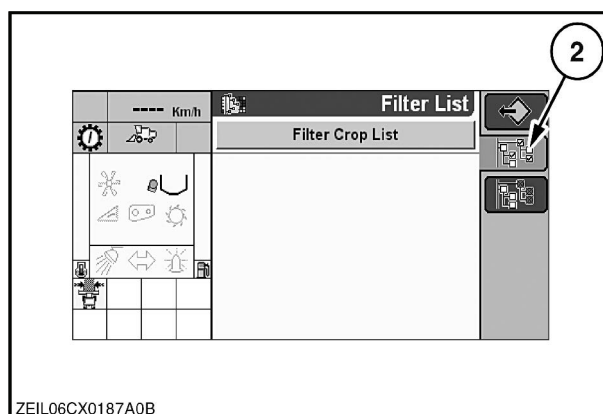 2
---- Km/h
Filter List
Filter Crop List
ZEIL06CX0187A0B